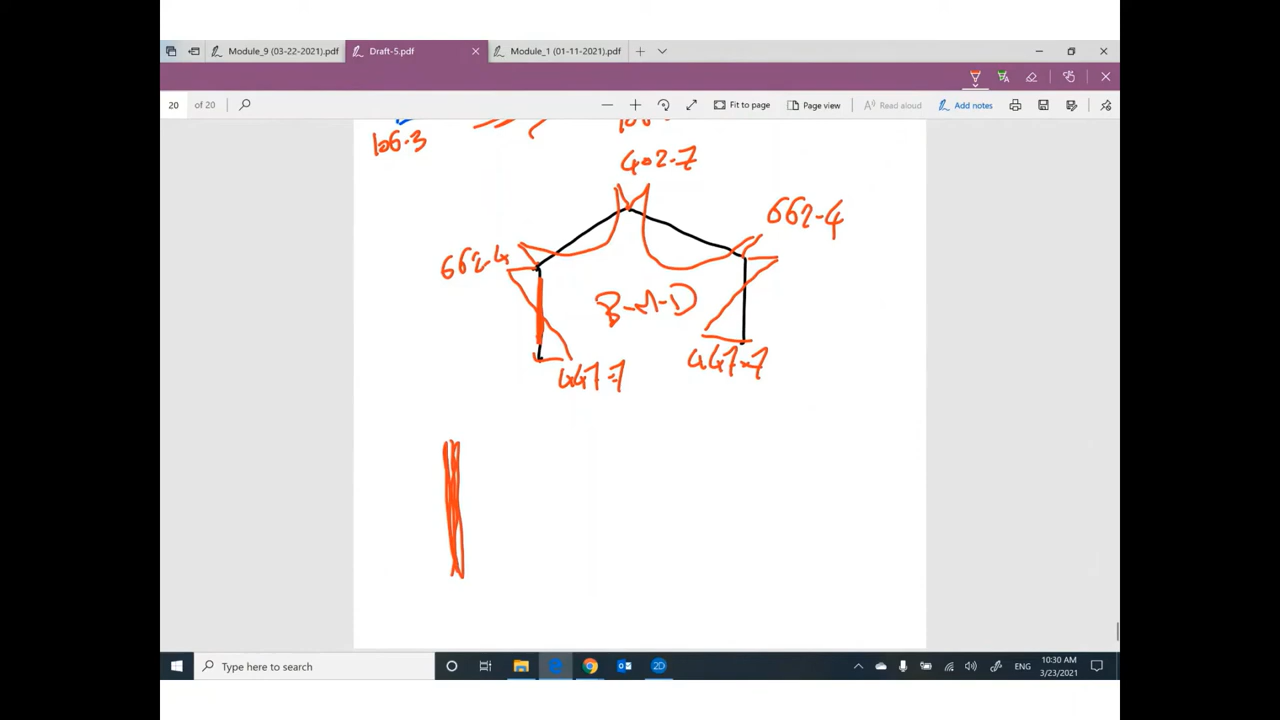 Module_9 (03-22-2021).pdf
Draft-5.pdf
Module_1 (01-11-2021).pdf
20 of 20
Fit to page
Page view
Read aloud
Add notes
106.3
402.7
662-4
662-4
B-M-D
447-7
447-7
Type here to search
2D
ENG
10:30 AM
3/23/2021